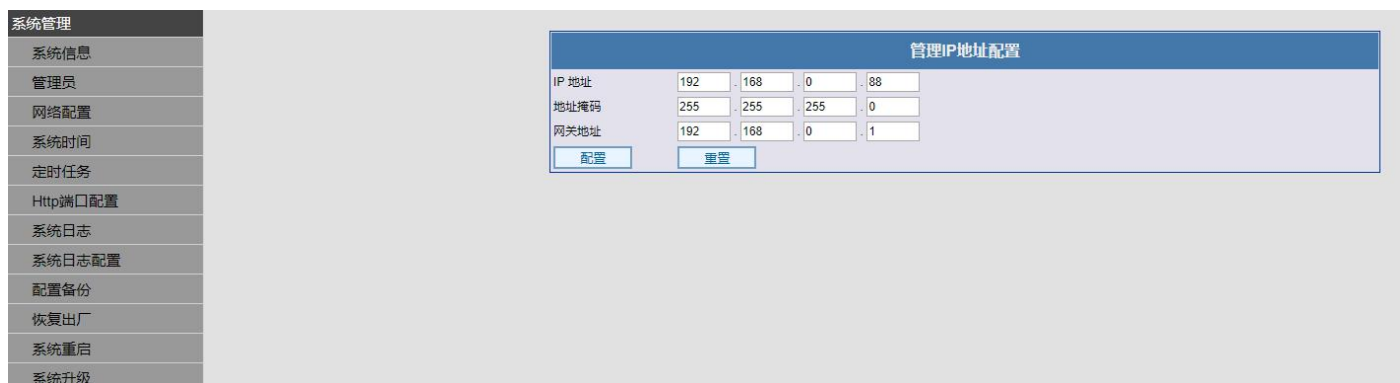 系统管理
系统信息
管理员
网络配置
系统时间
定时任务
Http端口配置
系统日志
系统日志配置
配置备份
恢复出厂
系统重启
系统升级
管理IP地址配置
IP 地址 192 . 168 . 0 . 88
地址掩码 255 . 255 . 255 . 0
网关地址 192 . 168 . 0 . 1
配置 重置